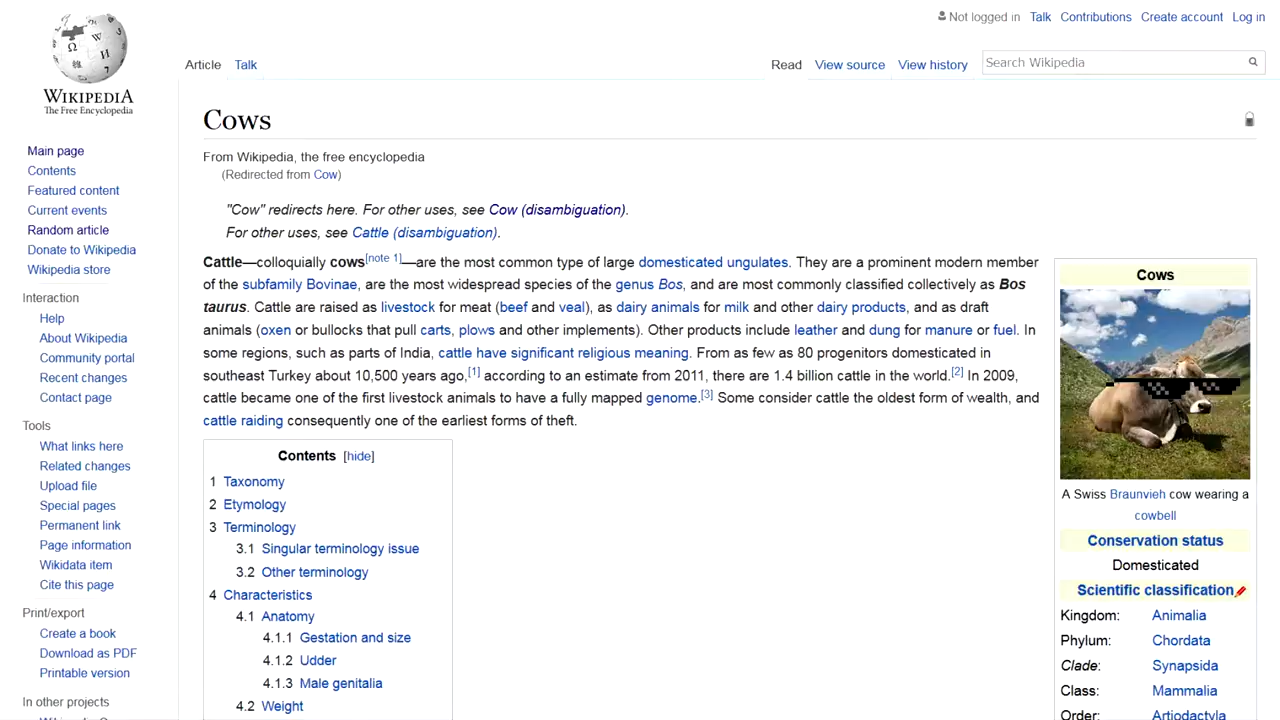 Not logged in Talk Contributions Create account Log in
Article Talk Read View source View history Search Wikipedia
WIKIPEDIA
The Free Encyclopedia
Main page
Contents
Featured content
Current events
Random article
Donate to Wikipedia
Wikipedia store
Interaction
Help
About Wikipedia
Community portal
Recent changes
Contact page
Tools
What links here
Related changes
Upload file
Special pages
Permanent link
Page information
Wikidata item
Cite this page
Print/export
Create a book
Download as PDF
Printable version
In other projects
Cows
From Wikipedia, the free encyclopedia
(Redirected from Cow)
"Cow" redirects here. For other uses, see Cow (disambiguation).
For other uses, see Cattle (disambiguation).
Cattle—colloquially cows[note 1]—are the most common type of large domesticated ungulates. They are a prominent modern member
of the subfamily Bovinae, are the most widespread species of the genus Bos, and are most commonly classified collectively as Bos
taurus. Cattle are raised as livestock for meat (beef and veal), as dairy animals for milk and other dairy products, and as draft
animals (oxen or bullocks that pull carts, plows and other implements). Other products include leather and dung for manure or fuel. In
some regions, such as parts of India, cattle have significant religious meaning. From as few as 80 progenitors domesticated in
southeast Turkey about 10,500 years ago,[1] according to an estimate from 2011, there are 1.4 billion cattle in the world.[2] In 2009,
cattle became one of the first livestock animals to have a fully mapped genome.[3] Some consider cattle the oldest form of wealth, and
cattle raiding consequently one of the earliest forms of theft.
Contents [hide]
1 Taxonomy
2 Etymology
3 Terminology
3.1 Singular terminology issue
3.2 Other terminology
4 Characteristics
4.1 Anatomy
4.1.1 Gestation and size
4.1.2 Udder
4.1.3 Male genitalia
4.2 Weight
Cows
A Swiss Braunvieh cow wearing a
cowbell
Conservation status
Domesticated
Scientific classification
Kingdom: Animalia
Phylum: Chordata
Clade: Synapsida
Class: Mammalia
Order: Artiodactyla